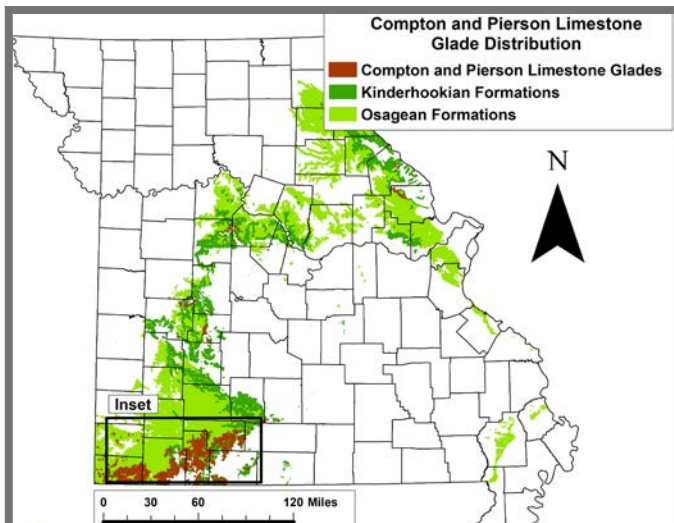 Compton and Pierson Limestone
Glade Distribution
Compton and Pierson Limestone Glades
Kinderhookian Formations
Osagean Formations
N
Inset
0 30 60 120 Miles